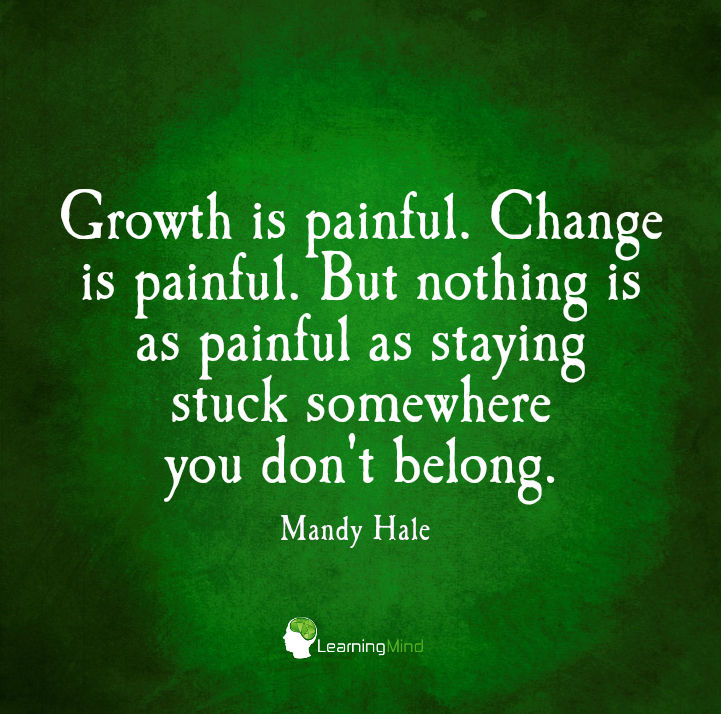 Growth is painful. Change
is painful. But nothing is
as painful as staying
stuck somewhere
you don't belong.
Mandy Hale
LearningMind